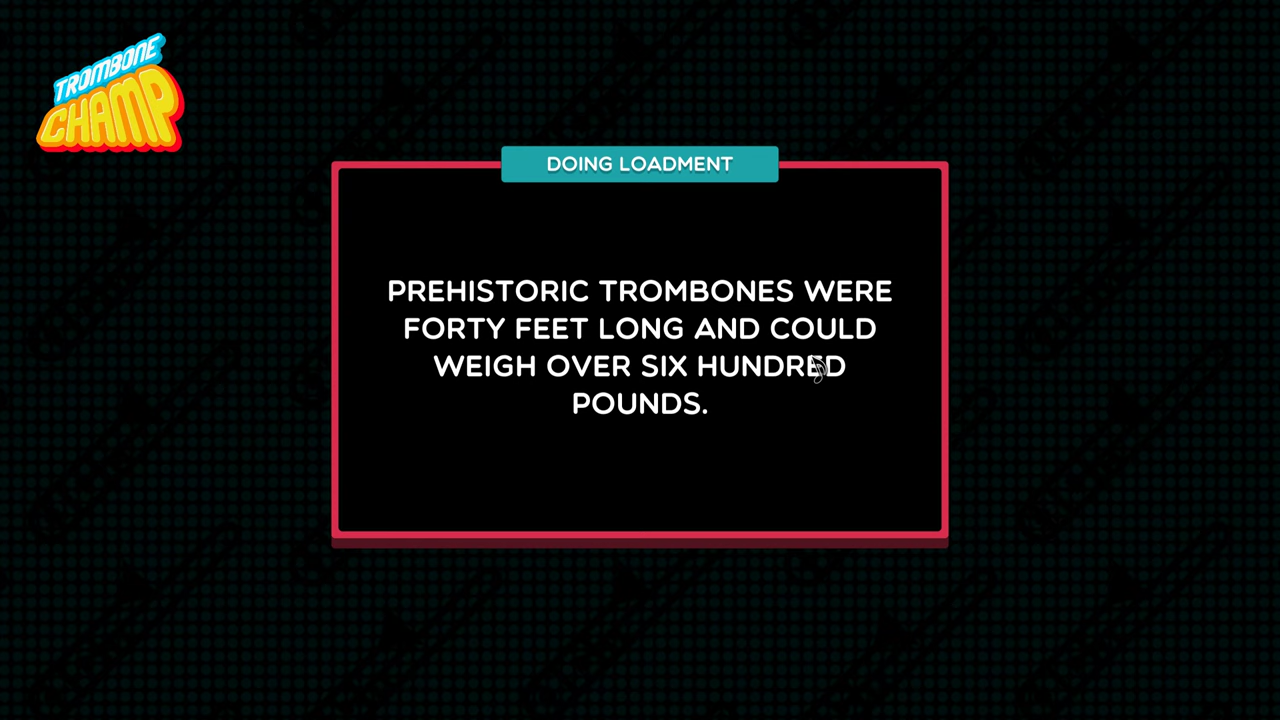 TROMBONE
CHAMP
DOING LOADMENT
PREHISTORIC TROMBONES WERE
FORTY FEET LONG AND COULD
WEIGH OVER SIX HUNDRED
POUNDS.